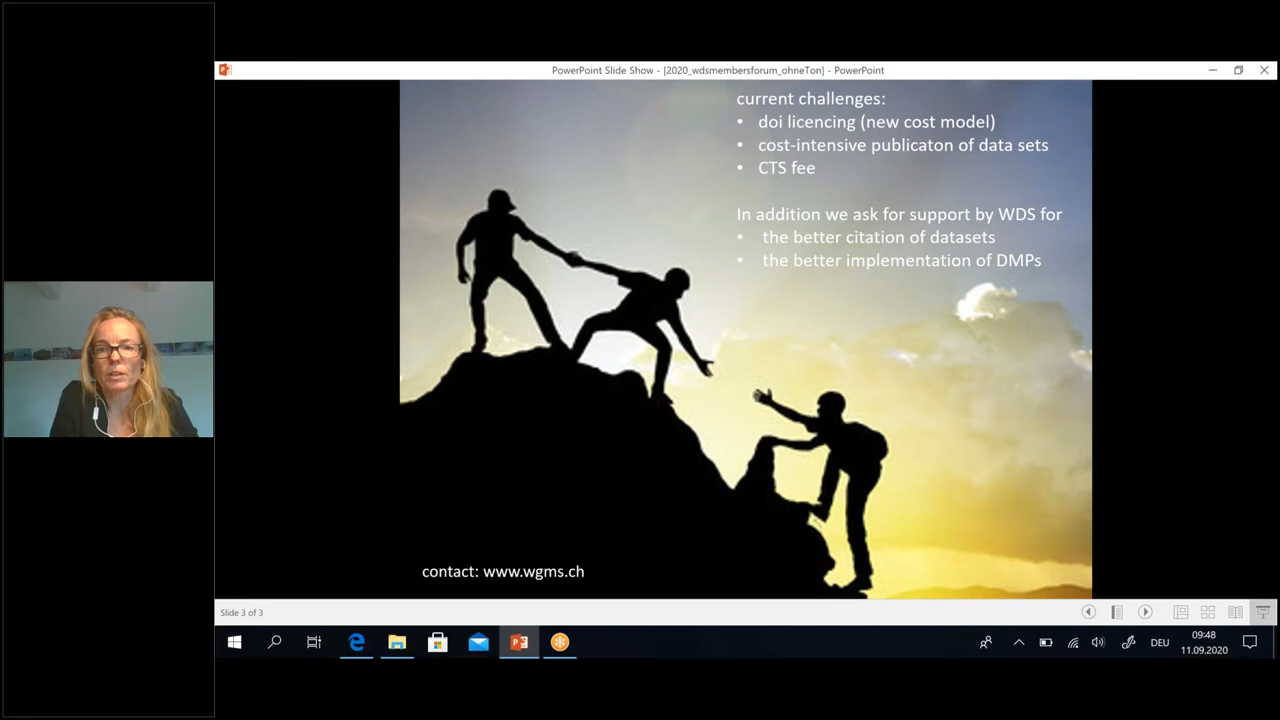 PowerPoint Slide Show - [2020_wdsmembersforum_ohneTon] - PowerPoint
current challenges:
• doi licencing (new cost model)
• cost-intensive publicaton of data sets
• CTS fee
In addition we ask for support by WDS for
• the better citation of datasets
• the better implementation of DMPs
contact: www.wgms.ch
Slide 3 of 3
DEU
09:48
11.09.2020